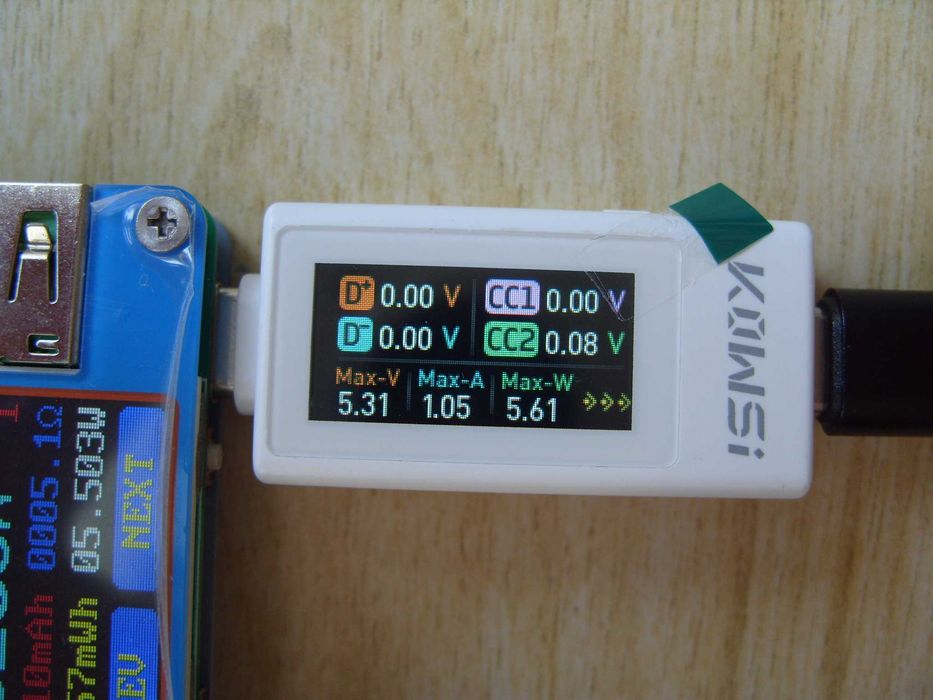 D+ 0.00 V CC1 0.00 V
D- 0.00 V CC2 0.08 V
Max-V Max-A Max-W
5.31 1.05 5.61
KOWSi
0005.1Ω
05.503W
NEXT